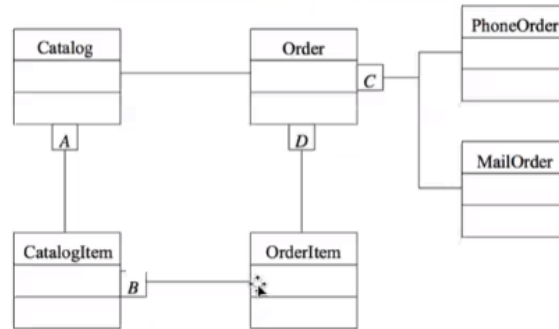 PhoneOrder
Catalog
Order
C
A
D
MailOrder
CatalogItem
OrderItem
B